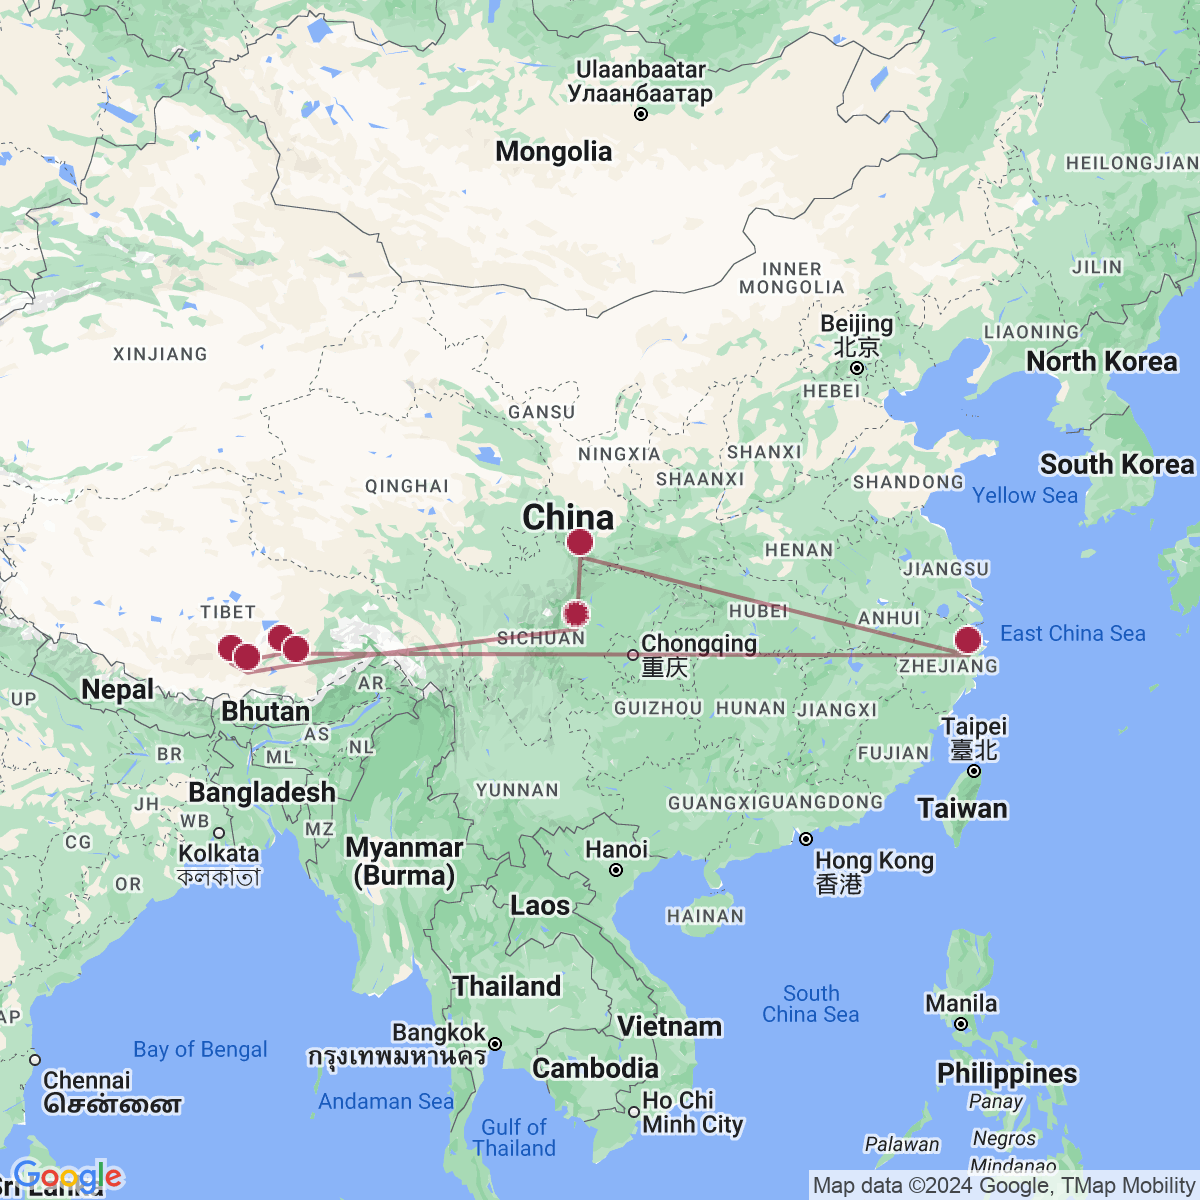 Ulaanbaatar
Улаанбаатар
Mongolia
HEILONGJIAN
INNER
MONGOLIA
JILIN
Beijing
北京
LIAONING
XINJIANG
North Korea
HEBEI
GANSU
NINGXIA
SHANXI
SHAANXI
South Korea
QINGHAI
SHANDONG
Yellow Sea
China
HENAN
JIANGSU
TIBET
HUBEI
ANHUI
East China Sea
SICHUAN
Chongqing
重庆
ZHEJIANG
Nepal
AR
UP
Bhutan
GUIZHOU
HUNAN
JIANGXI
AS
NL
Taipei
臺北
BR
ML
FUJIAN
Bangladesh
YUNNAN
JH
GUANGXI
GUANGDONG
Taiwan
WB
MZ
CG
Kolkata
কলকাতা
Myanmar
(Burma)
Hanoi
Hong Kong
香港
OR
Laos
HAINAN
Thailand
South
China Sea
Manila
AP
Bangkok
กรุงเทพมหานคร
Vietnam
Bay of Bengal
Cambodia
Philippines
Chennai
சென்னை
Andaman Sea
Ho Chi
Minh City
Panay
Gulf of
Thailand
Palawan
Negros
Mindanao
Google
Sri Lanka
Map data ©2024 Google, TMap Mobility